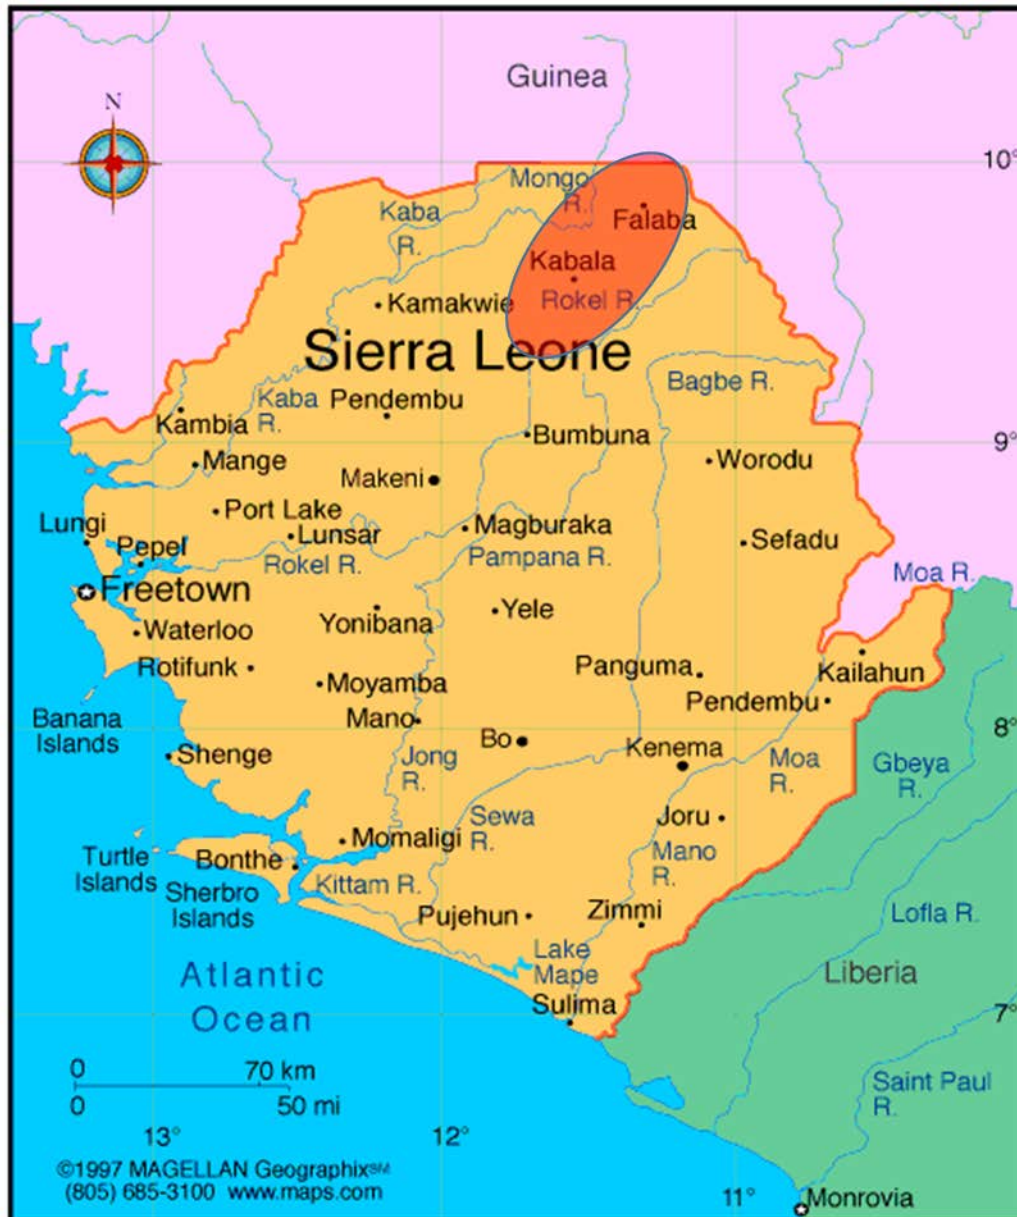 Guinea
N
10°
Mongo
R.
Kaba
R.
Falaba
Kabala
Rokel R.
Kamakwie
Sierra Leone
Bagbe R.
Kaba
R.
Pendembu
Kambia
Bumbuna
9°
Mange
Worodu
Makeni
Port Lake
Lungi
Lunsar
Magburaka
Sefadu
Pepel
Rokel R.
Pampana R.
Moa R.
Freetown
Yonibana
Yele
Waterloo
Rotifunk
Panguma
Kailahun
Moyamba
Pendembu
Mano
Banana
Islands
8°
Bo
Kenema
Shenge
Jong
R.
Moa
R.
Gbeya
R.
Sewa
R.
Joru
Momaligi
Mano
R.
Turtle
Islands
Bonthe
Sherbro
Islands
Kittam R.
Pujehun
Zimmi
Lofla R.
Lake
Mape
Liberia
Atlantic
Ocean
Sulima
7°
0 70 km
0 50 mi
Saint Paul
R.
13°
12°
11°
©1997 MAGELLAN Geographix℠
(805) 685-3100 www.maps.com
Monrovia